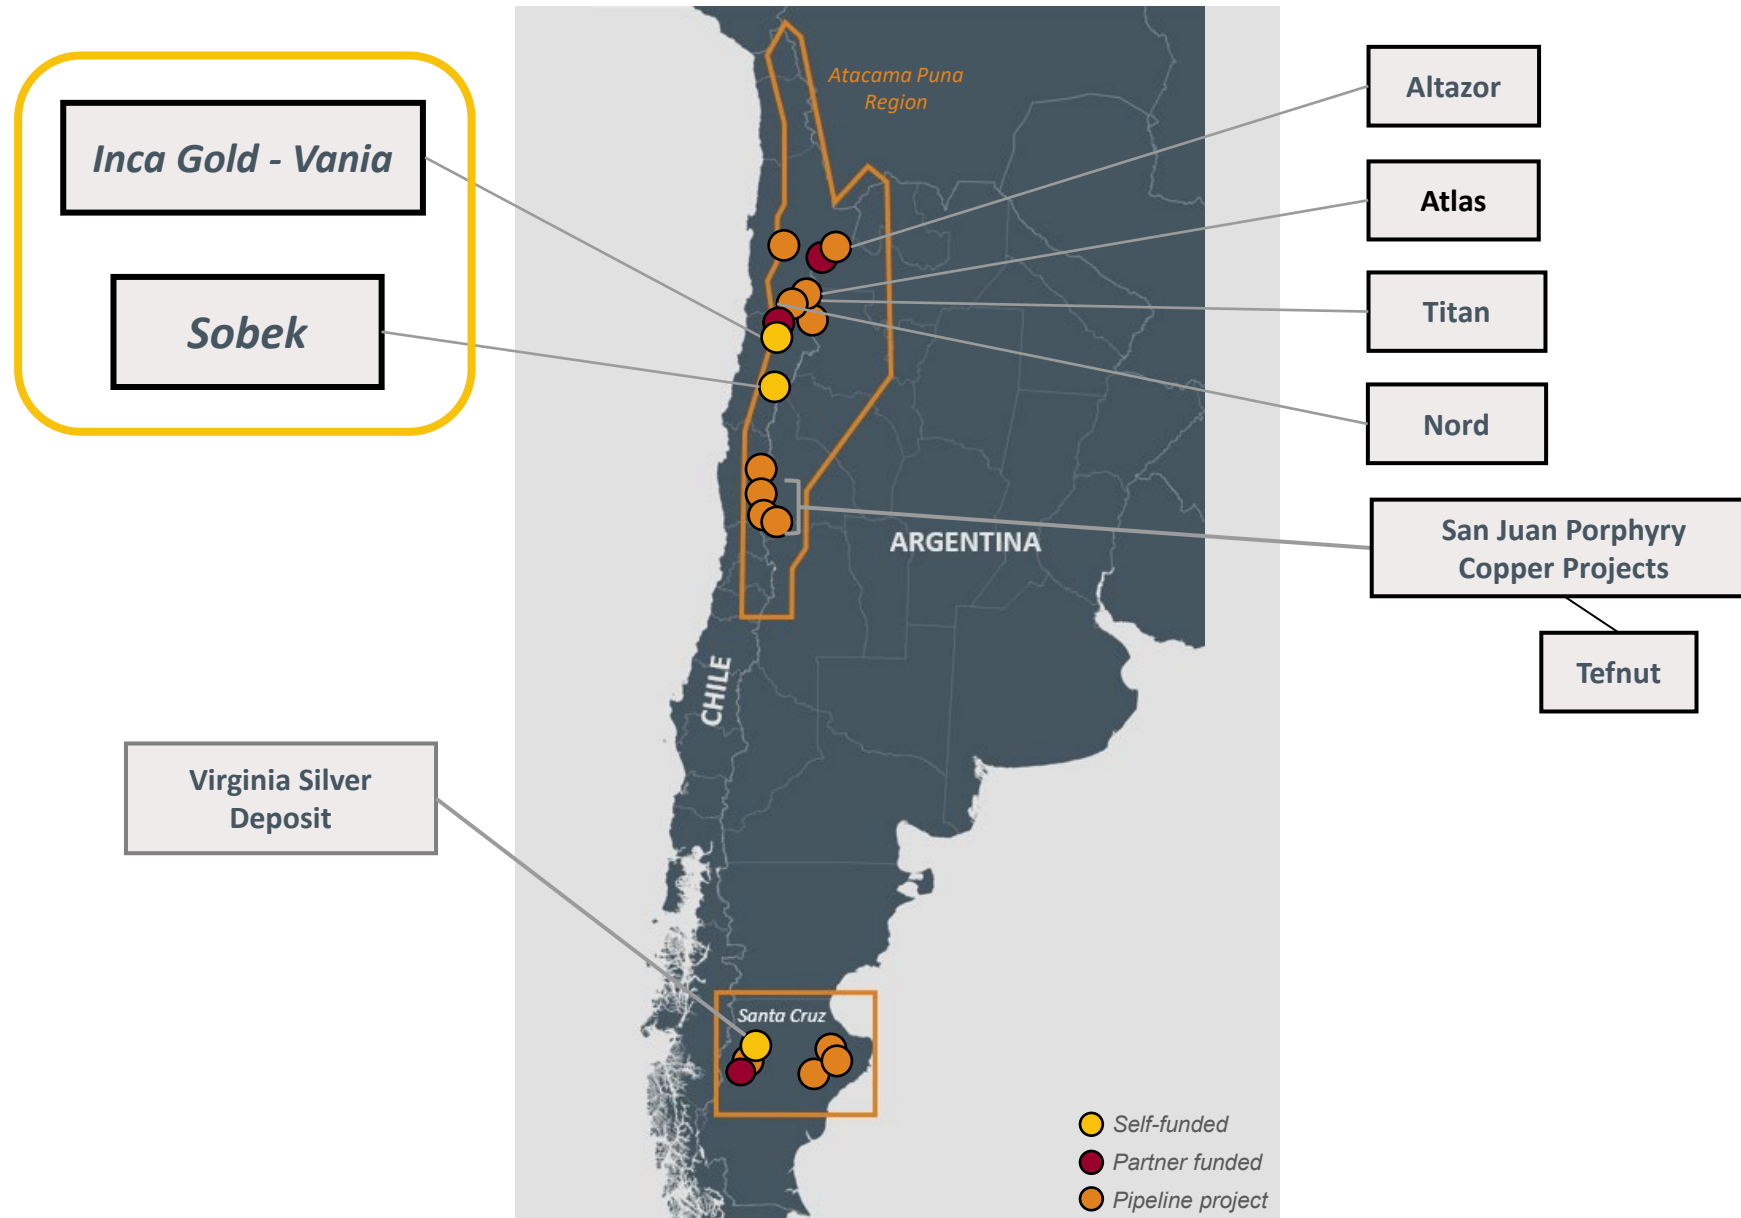 Atacama Puna
Region
Inca Gold - Vania
Sobek
Altazor
Atlas
Titan
Nord
San Juan Porphyry
Copper Projects
Tefnut
ARGENTINA
CHILE
Virginia Silver
Deposit
Santa Cruz
Self-funded
Partner funded
Pipeline project